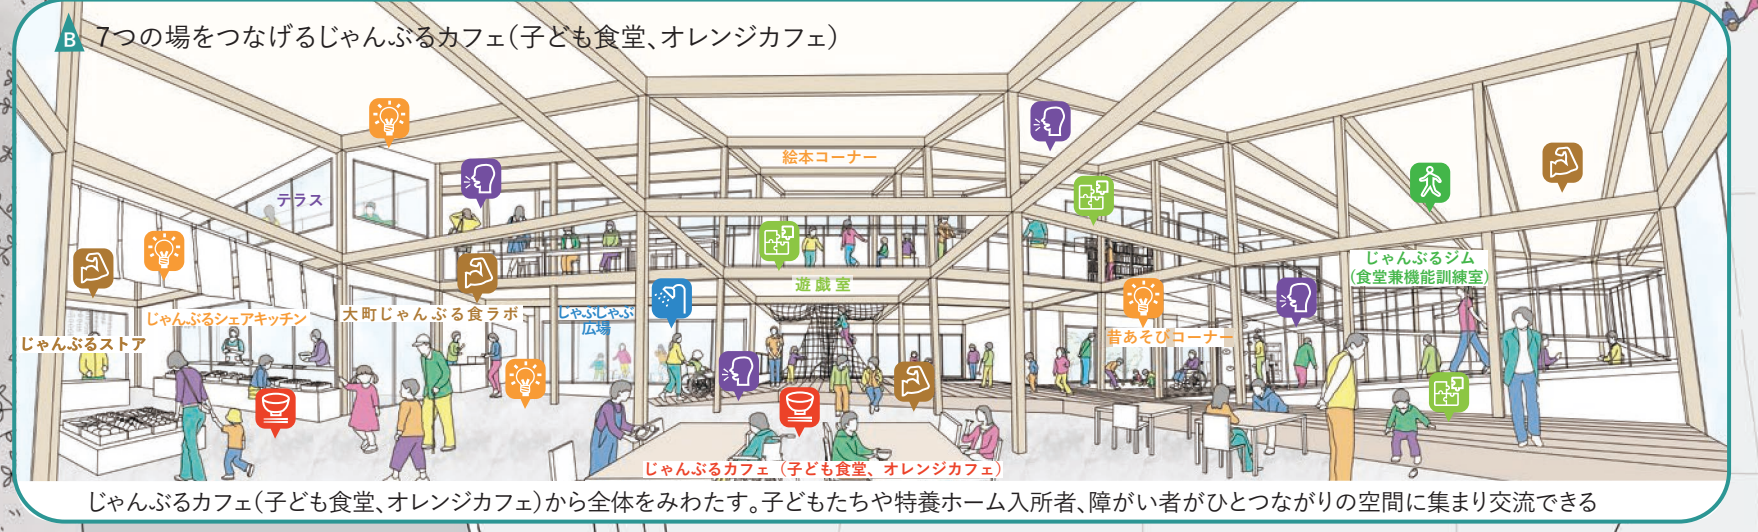 B 7つの場をつなげるじゃんぶるカフェ(子ども食堂、オレンジカフェ)
絵本コーナー
テラス
遊戯室
じゃんぶるジム
(食堂兼機能訓練室)
じゃんぶるシェアキッチン
大町じゃんぶる食ラボ
じゃぶじゃぶ
広場
昔あそびコーナー
じゃんぶるストア
じゃんぶるカフェ(子ども食堂、オレンジカフェ)
じゃんぶるカフェ(子ども食堂、オレンジカフェ)から全体をみわたす。子どもたちや特養ホーム入所者、障がい者がひとつながりの空間に集まり交流できる